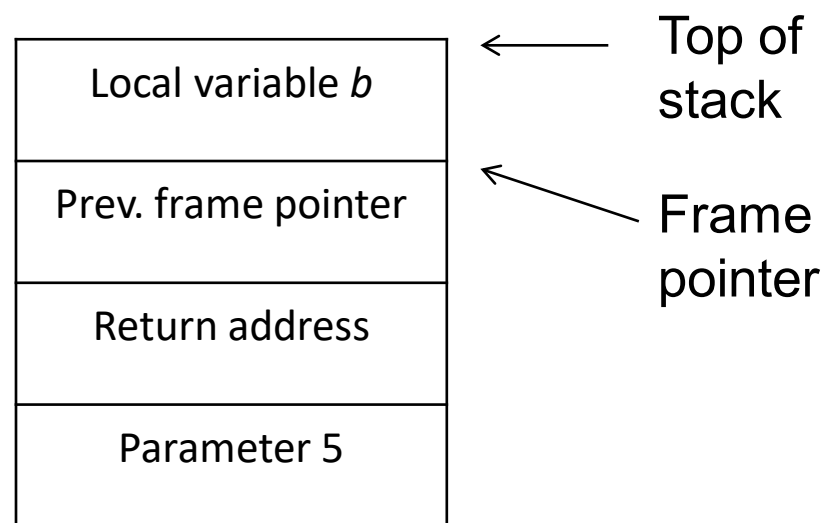 Local variable b
Top of
stack
Prev. frame pointer
Frame
pointer
Return address
Parameter 5